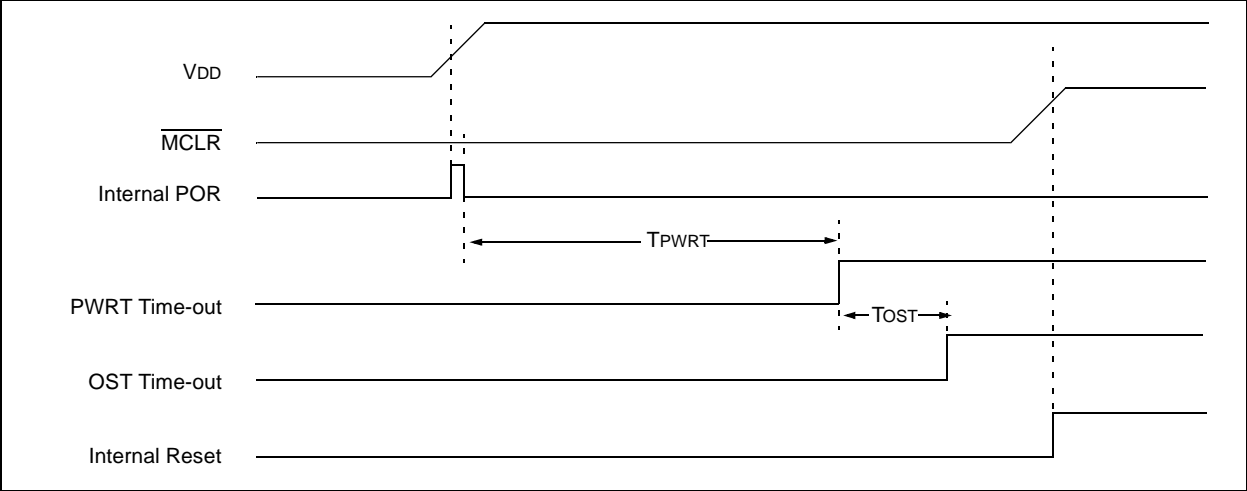 VDD
MCLR
Internal POR
TPWRT
PWRT Time-out
TOST
OST Time-out
Internal Reset